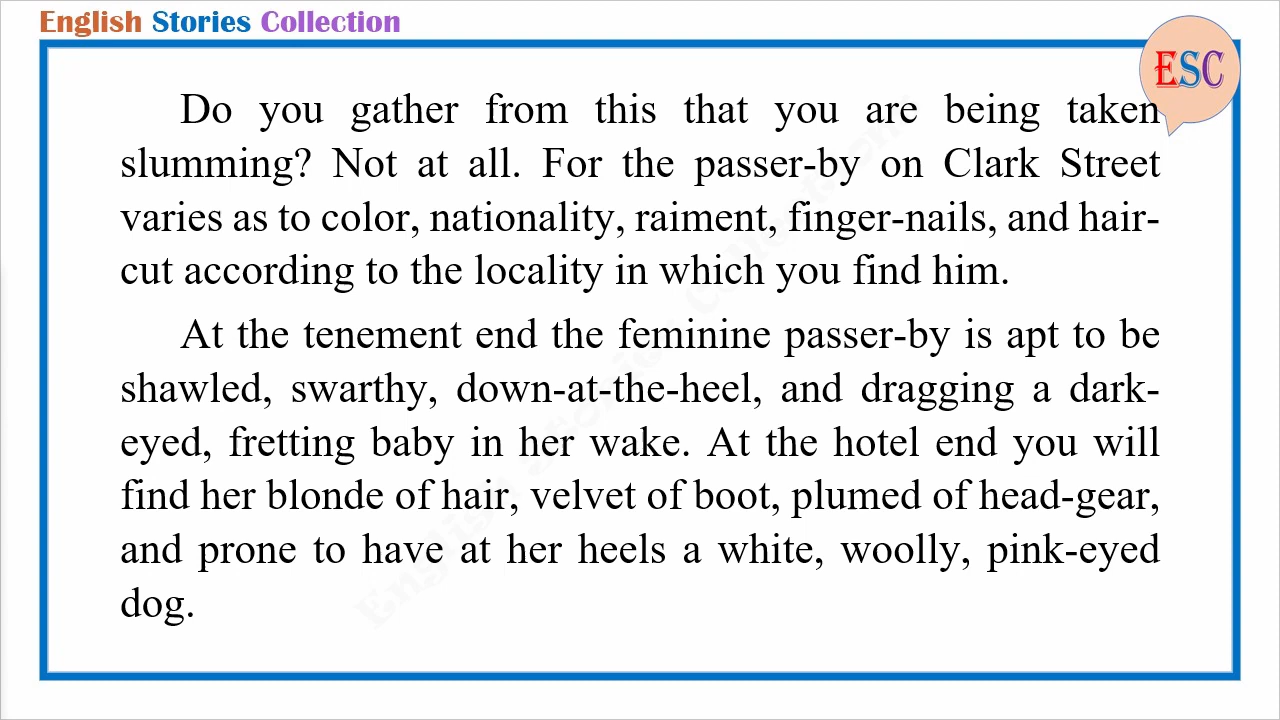 English Stories Collection
ESC
Do you gather from this that you are being taken
slumming? Not at all. For the passer-by on Clark Street
varies as to color, nationality, raiment, finger-nails, and hair-
cut according to the locality in which you find him.
At the tenement end the feminine passer-by is apt to be
shawled, swarthy, down-at-the-heel, and dragging a dark-
eyed, fretting baby in her wake. At the hotel end you will
find her blonde of hair, velvet of boot, plumed of head-gear,
and prone to have at her heels a white, woolly, pink-eyed
dog.